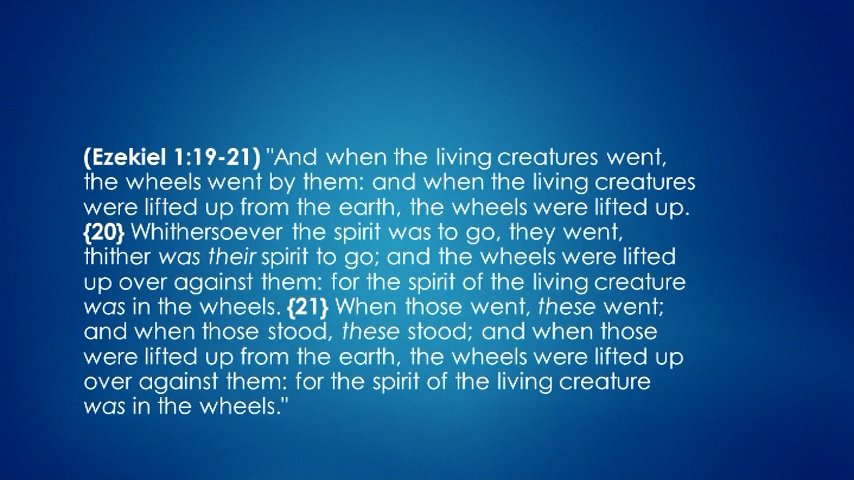 (Ezekiel 1:19-21) "And when the living creatures went,
the wheels went by them: and when the living creatures
were lifted up from the earth, the wheels were lifted up.
{20} Whithersoever the spirit was to go, they went,
thither was their spirit to go; and the wheels were lifted
up over against them: for the spirit of the living creature
was in the wheels. {21} When those went, these went;
and when those stood, these stood; and when those
were lifted up from the earth, the wheels were lifted up
over against them: for the spirit of the living creature
was in the wheels."